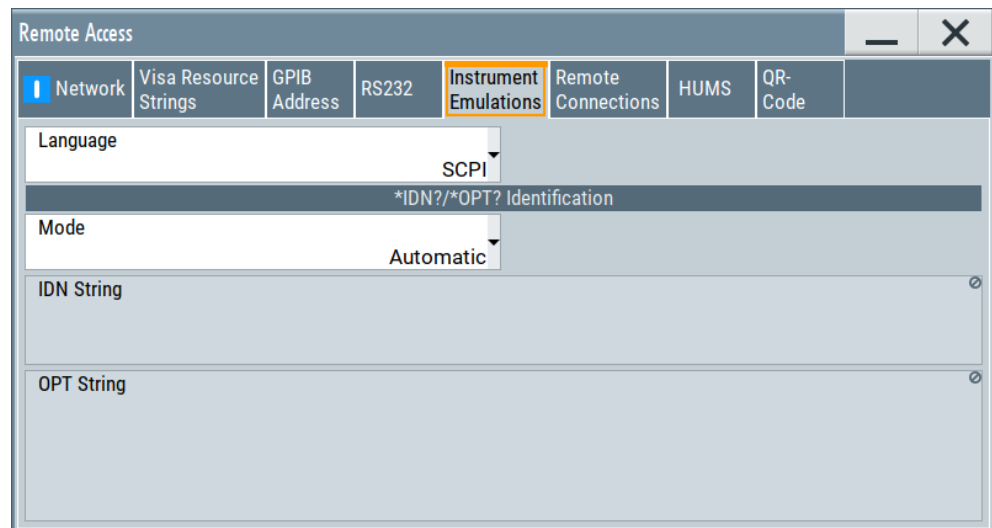 Remote Access
Network
Visa Resource
Strings
GPIB
Address
RS232
Instrument
Emulations
Remote
Connections
HUMS
QR-
Code
Language
SCPI
*IDN?/*OPT? Identification
Mode
Automatic
IDN String
OPT String